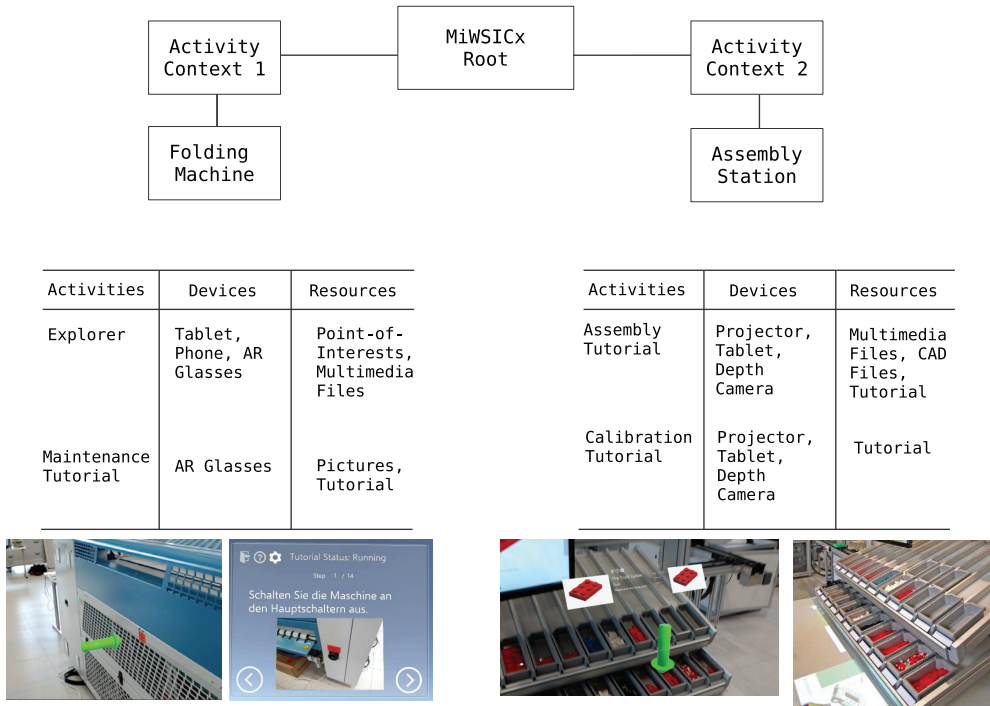 MiWSICx
Root
Activity
Context 1
Activity
Context 2
Folding
Machine
Assembly
Station
Activities Devices Resources
Explorer
Tablet,
Phone, AR
Glasses
Point-of-
Interests,
Multimedia
Files
Maintenance
Tutorial
AR Glasses
Pictures,
Tutorial
Activities Devices Resources
Assembly
Tutorial
Projector,
Tablet,
Depth
Camera
Multimedia
Files, CAD
Files,
Tutorial
Calibration
Tutorial
Projector,
Tablet,
Depth
Camera
Tutorial
Tutorial Status: Running
Step 1 / 14
Schalten Sie die Maschine an
den Hauptschaltern aus.